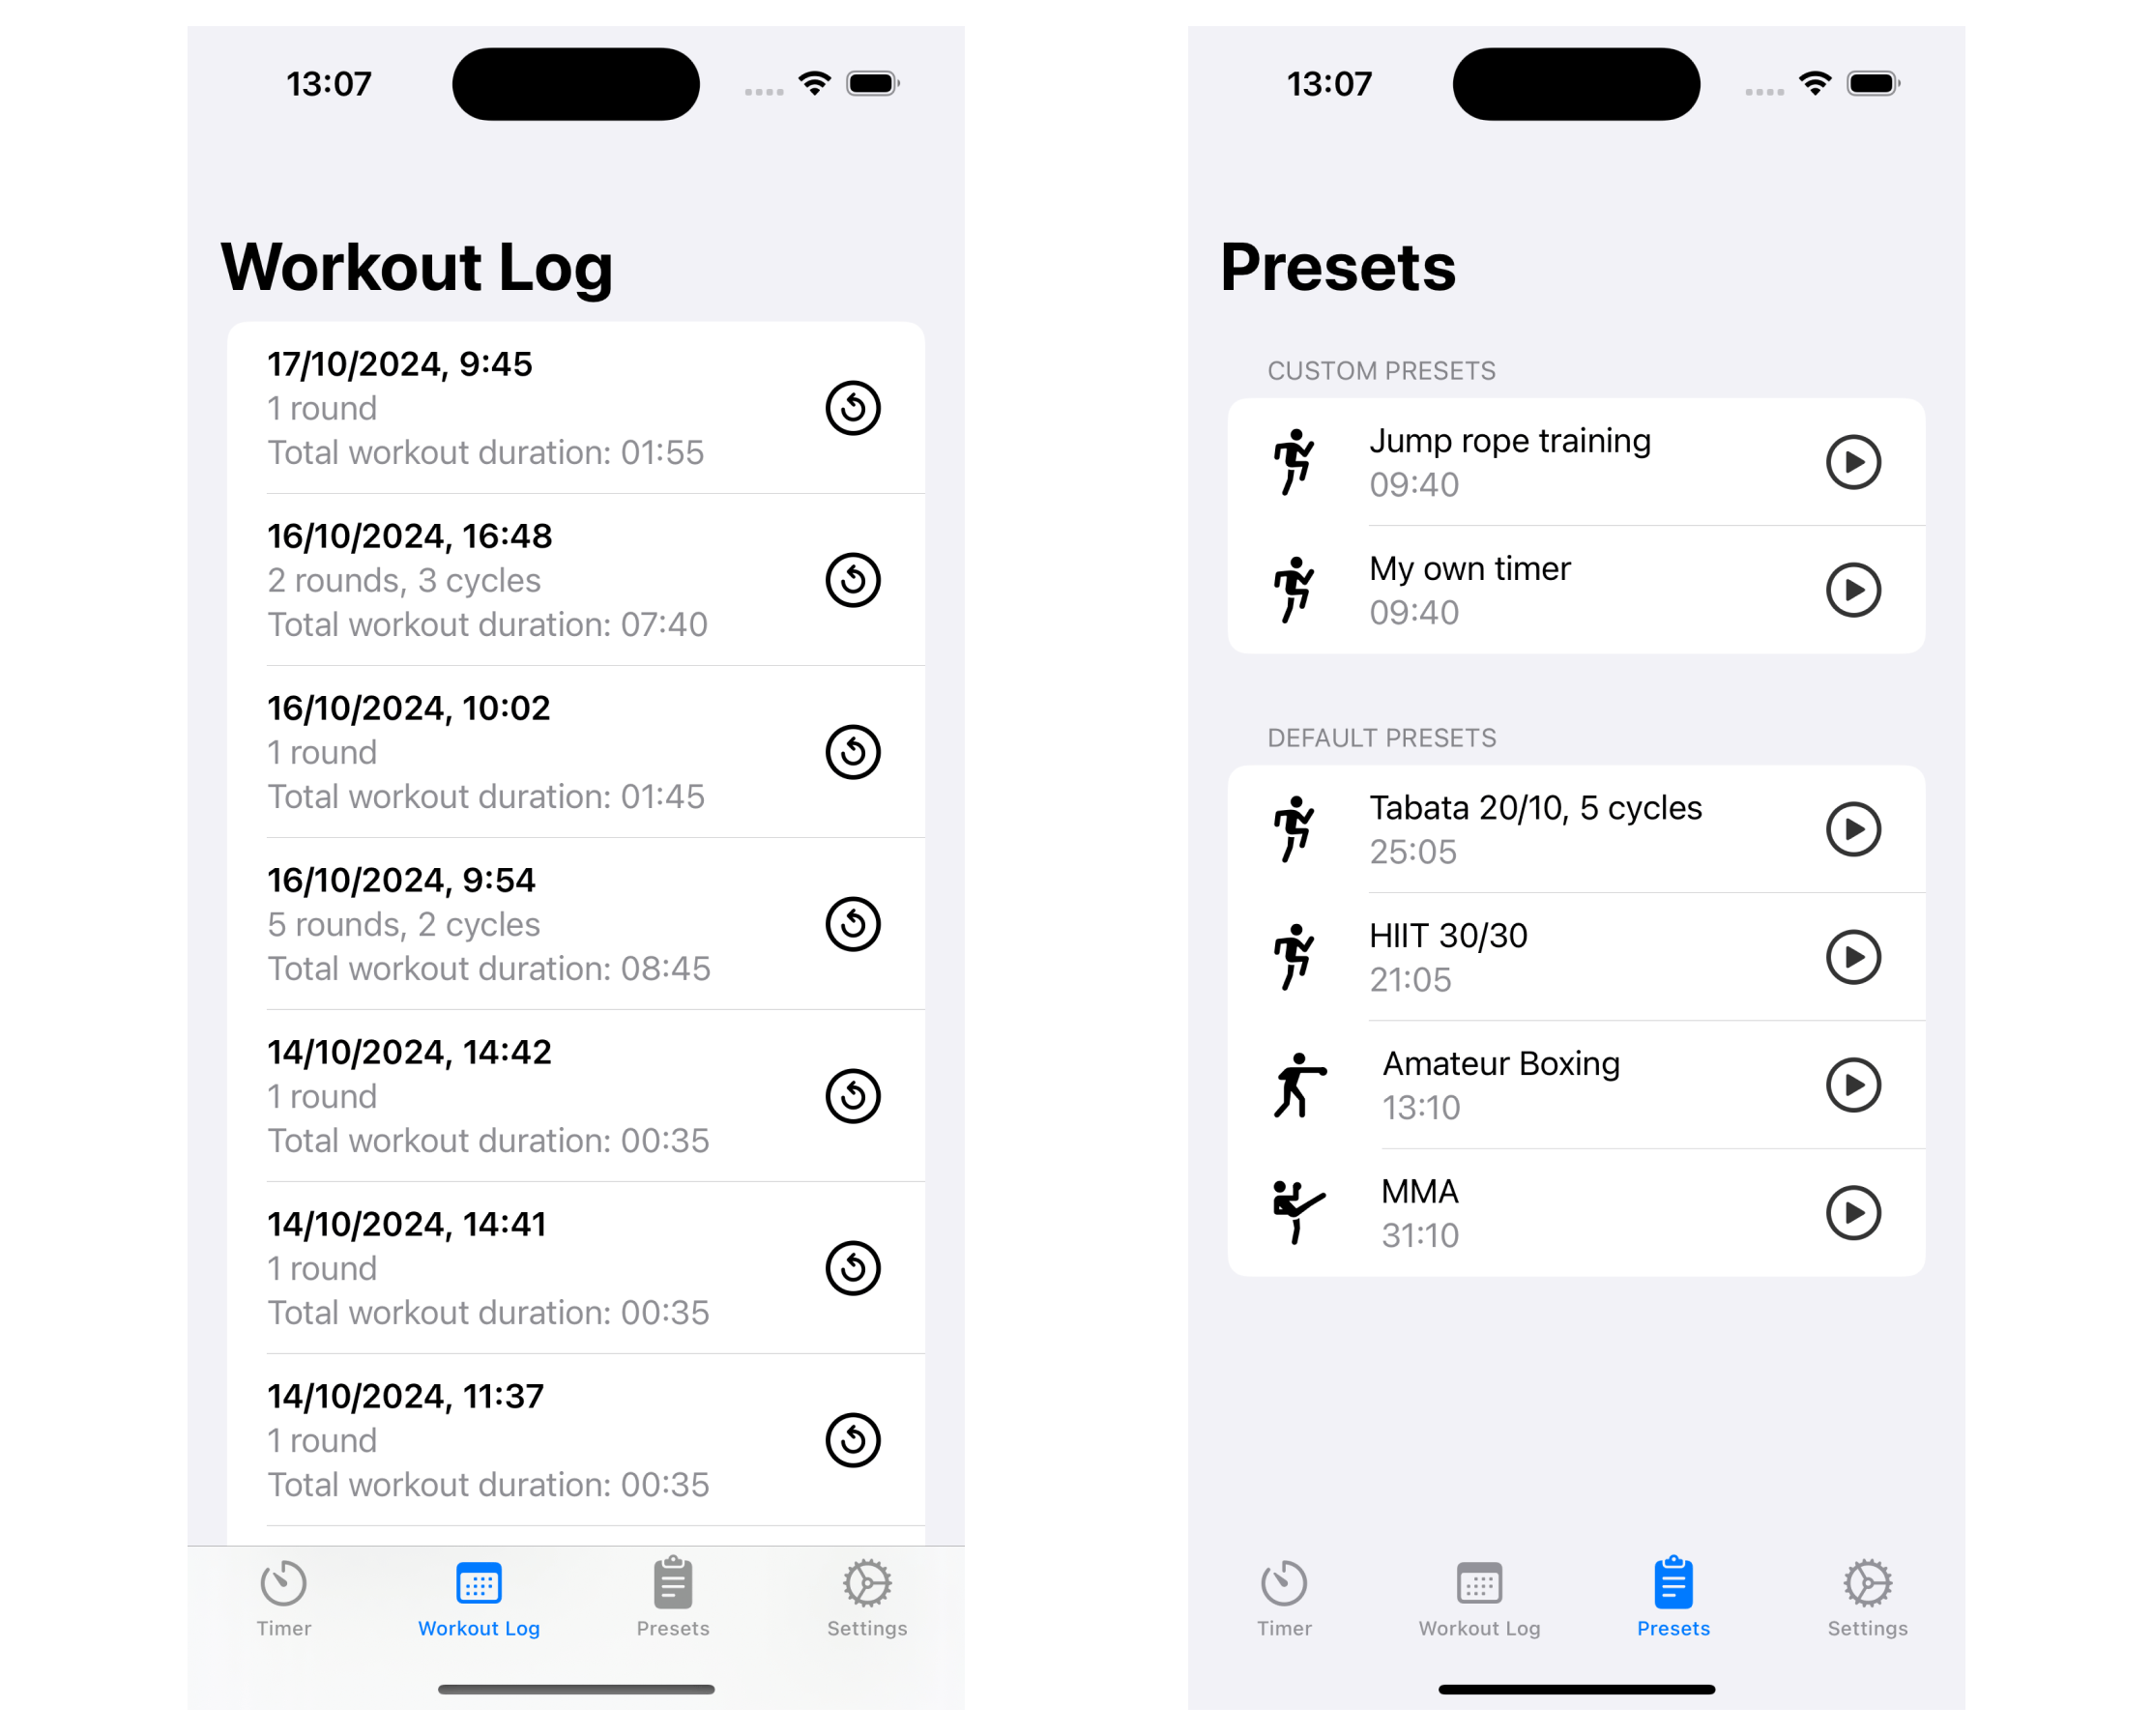 13:07
Workout Log
17/10/2024, 9:45
1 round
Total workout duration: 01:55
16/10/2024, 16:48
2 rounds, 3 cycles
Total workout duration: 07:40
16/10/2024, 10:02
1 round
Total workout duration: 01:45
16/10/2024, 9:54
5 rounds, 2 cycles
Total workout duration: 08:45
14/10/2024, 14:42
1 round
Total workout duration: 00:35
14/10/2024, 14:41
1 round
Total workout duration: 00:35
14/10/2024, 11:37
1 round
Total workout duration: 00:35
Timer
Workout Log
Presets
Settings
13:07
Presets
CUSTOM PRESETS
Jump rope training
09:40
My own timer
09:40
DEFAULT PRESETS
Tabata 20/10, 5 cycles
25:05
HIIT 30/30
21:05
Amateur Boxing
13:10
MMA
31:10
Timer
Workout Log
Presets
Settings